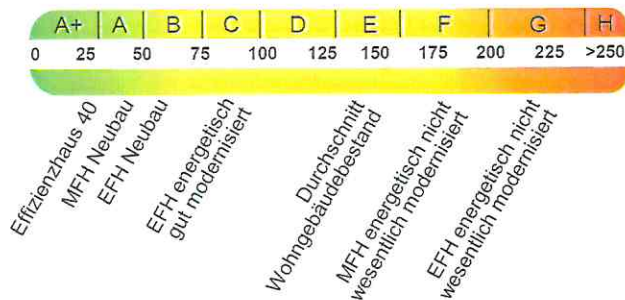 A+ A B C D E F G H
0 25 50 75 100 125 150 175 200 225 >250
Effizienzhaus 40
MFH Neubau
EFH Neubau
EFH energetisch
gut modernisiert
Durchschnitt
Wohngebäudebestand
MFH energetisch nicht
wesentlich modernisiert
EFH energetisch nicht
wesentlich modernisiert